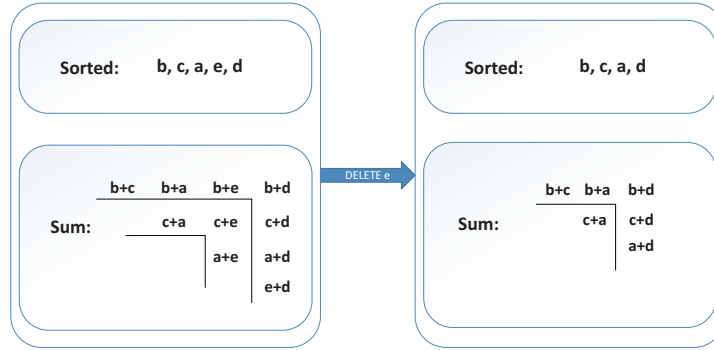 Sorted: b, c, a, e, d
b+c b+a b+e b+d
Sum: c+a c+e c+d
a+e a+d
e+d
DELETE e
Sorted: b, c, a, d
b+c b+a b+d
Sum: c+a c+d
a+d